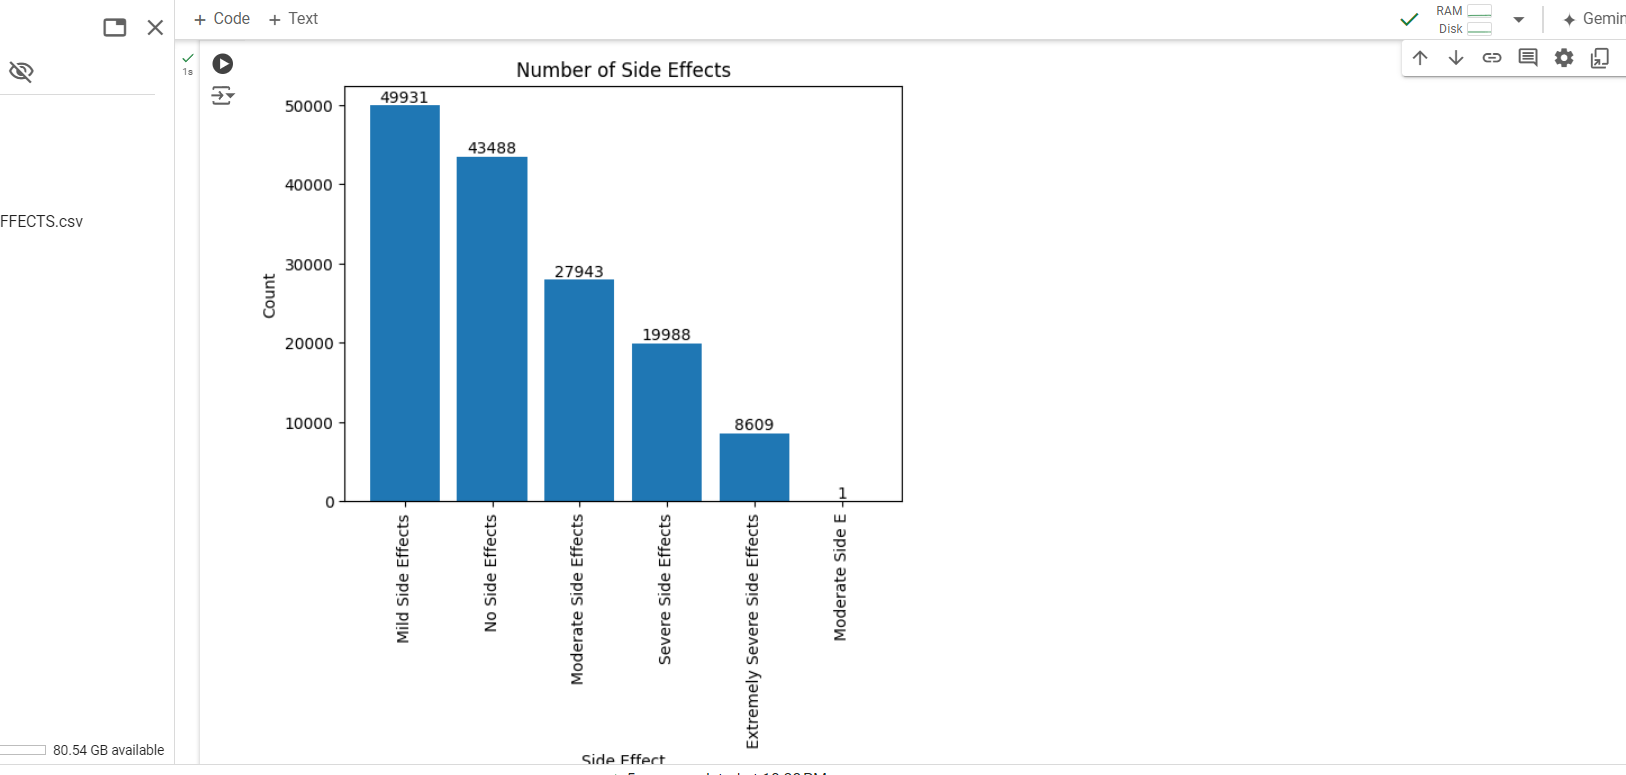 + Code + Text
RAM
Disk
Gemin
1s
FFECTS.csv
80.54 GB available
Number of Side Effects
50000
40000
30000
20000
10000
0
Count
49931
43488
27943
19988
8609
1
Mild Side Effects
No Side Effects
Moderate Side Effects
Severe Side Effects
Extremely Severe Side Effects
Moderate Side E
Side Effect